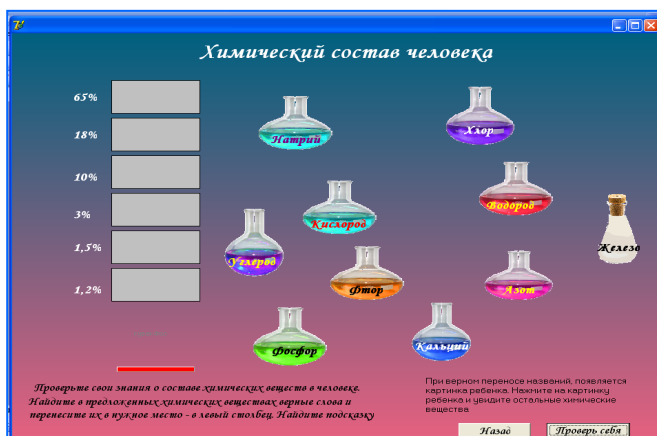 Химический состав человека
65%
18%
10%
3%
1,5%
1,2%
Натрий
Хлор
Водород
Кислород
Железо
Углерод
Фтор
Азот
Фосфор
Кальций
Проверьте свои знания о составе химических веществ в человеке.
Найдите в предложенных химических веществах верные слова и
перенесите их в нужное место - в левый столбец. Найдите подсказку
При верном переносе названий, появляется
картинка ребенка. Нажмите на картинку
ребенка и увидите остальные химические
вещества
Назад
Проверь себя